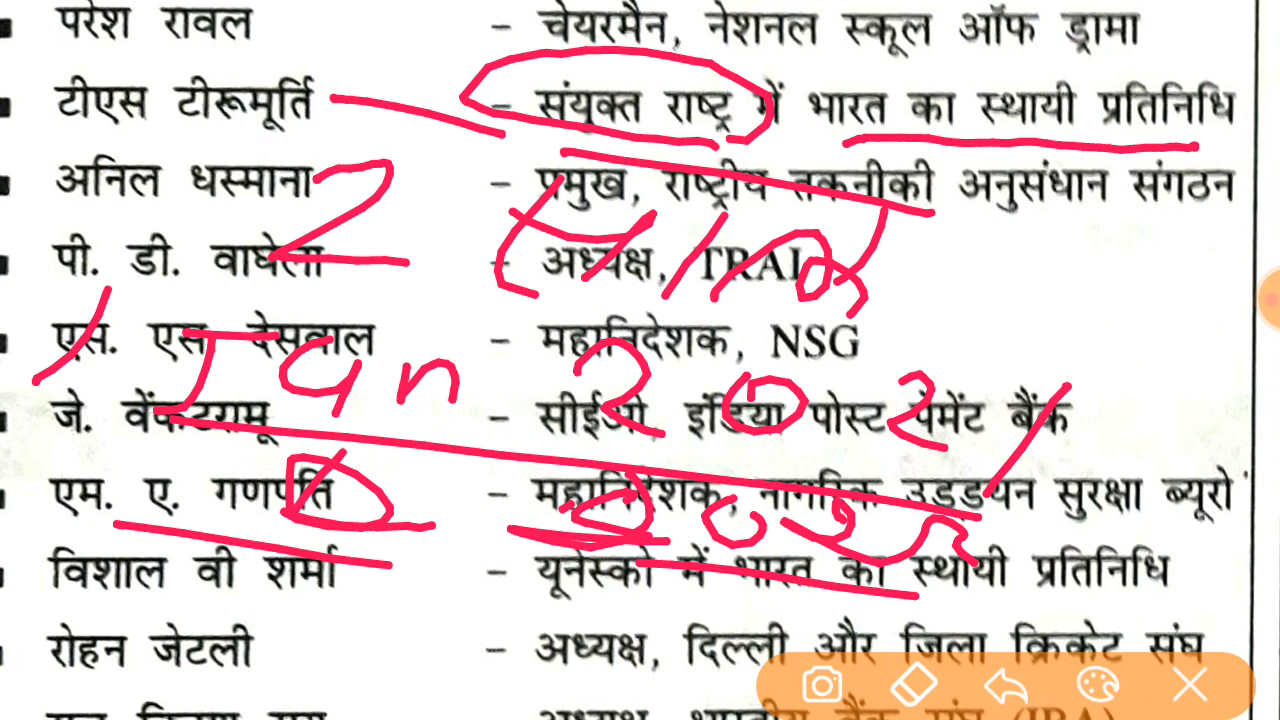 परेश रावल – चेयरमैन, नेशनल स्कूल ऑफ ड्रामा
टीएस टीरूमूर्ति – संयुक्त राष्ट्र में भारत का स्थायी प्रतिनिधि
अनिल धस्माना – प्रमुख, राष्ट्रीय तकनीकी अनुसंधान संगठन
2 साल
पी. डी. वाघेला – अध्यक्ष, TRAI
एस. एस देसवाल – महानिदेशक, NSG
1 Jan 2021
जे. वेंकटरामू – सीईओ, इंडिया पोस्ट पेमेंट बैंक
एम. ए. गणपति – महानिदेशक, नागरिक उड्डयन सुरक्षा ब्यूरो
विशाल वी शर्मा – यूनेस्को में भारत का स्थायी प्रतिनिधि
रोहन जेटली – अध्यक्ष, दिल्ली और जिला क्रिकेट संघ